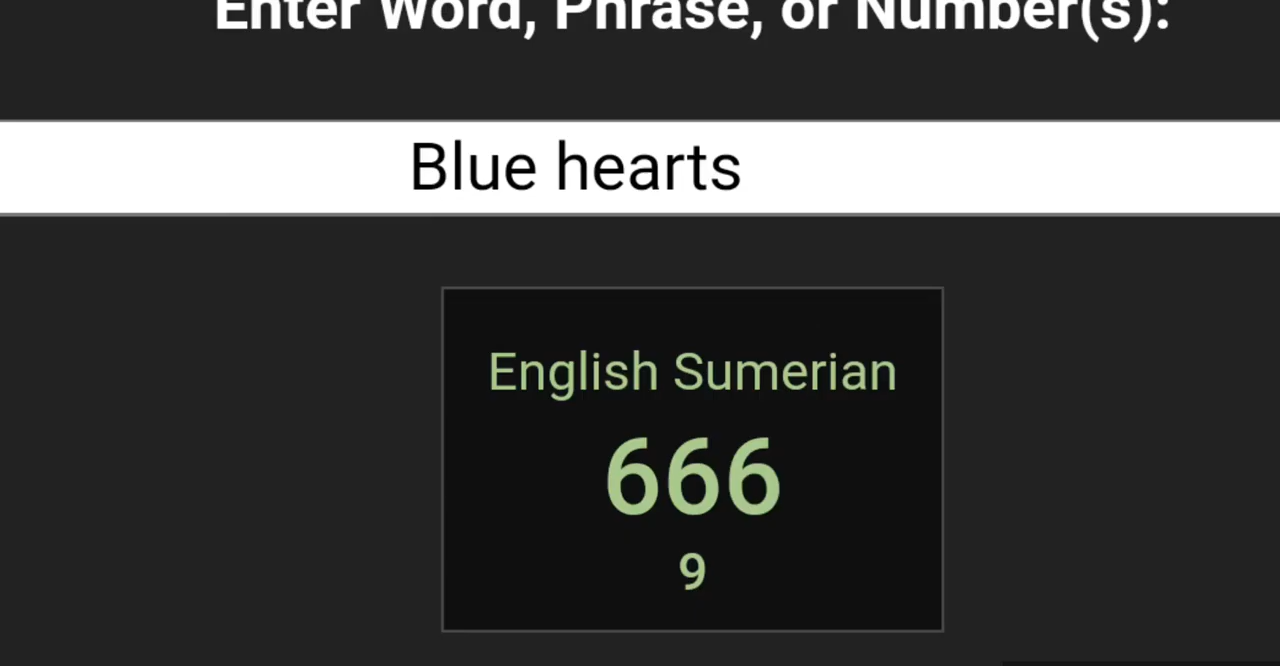 Enter Word, Phrase, or Number(s):
Blue hearts
English Sumerian
666
9